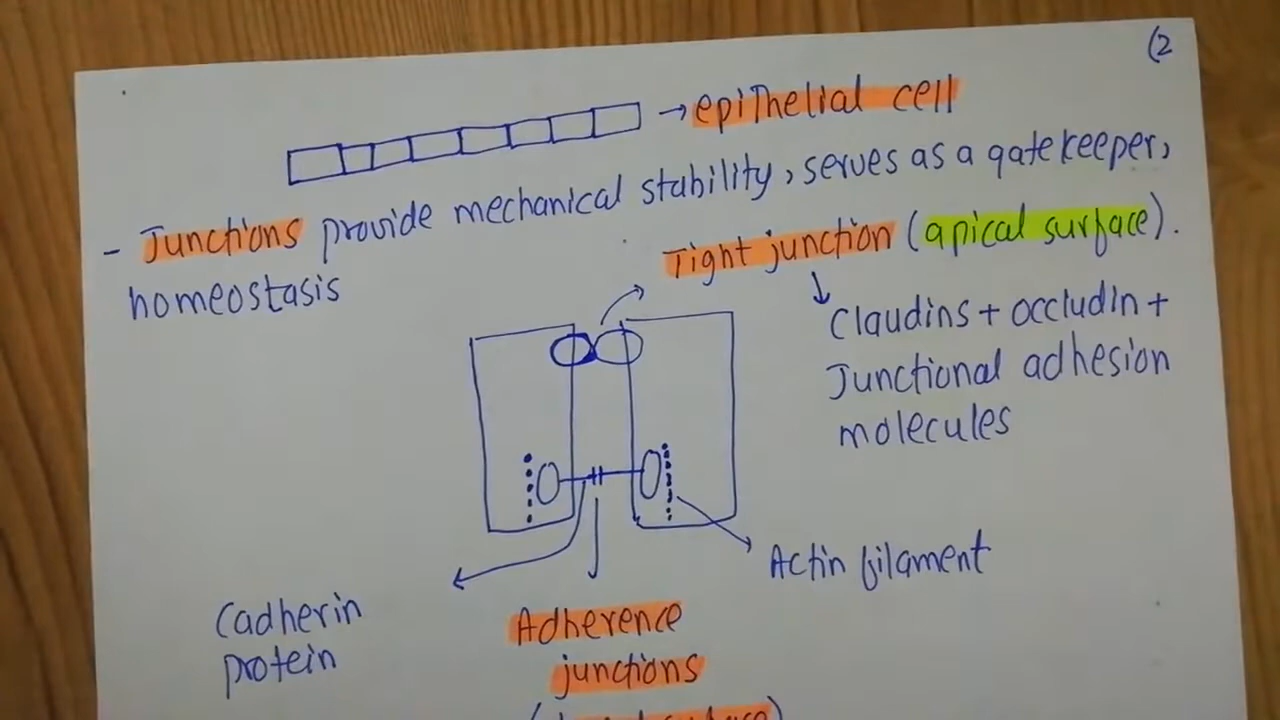 (2
→ epithelial cell
- Junctions provide mechanical stability, serves as a gatekeeper,
homeostasis
Tight junction (apical surface).
Claudins + occludin +
Junctional adhesion
molecules
Actin filament
Cadherin
protein
Adherence
junctions